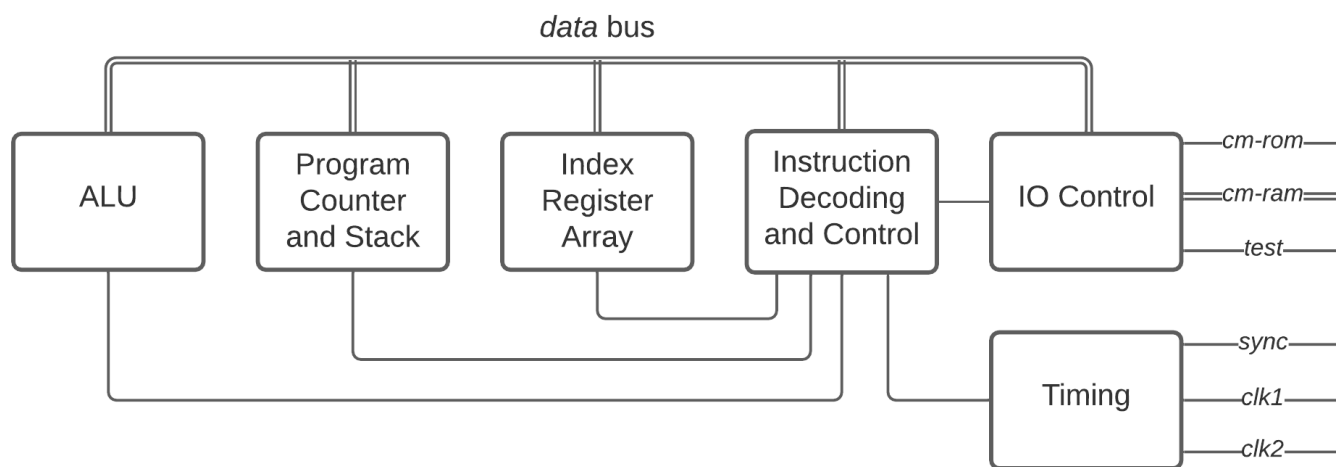 data bus
ALU
Program
Counter
and Stack
Index
Register
Array
Instruction
Decoding
and Control
IO Control
cm-rom
cm-ram
test
Timing
sync
clk1
clk2